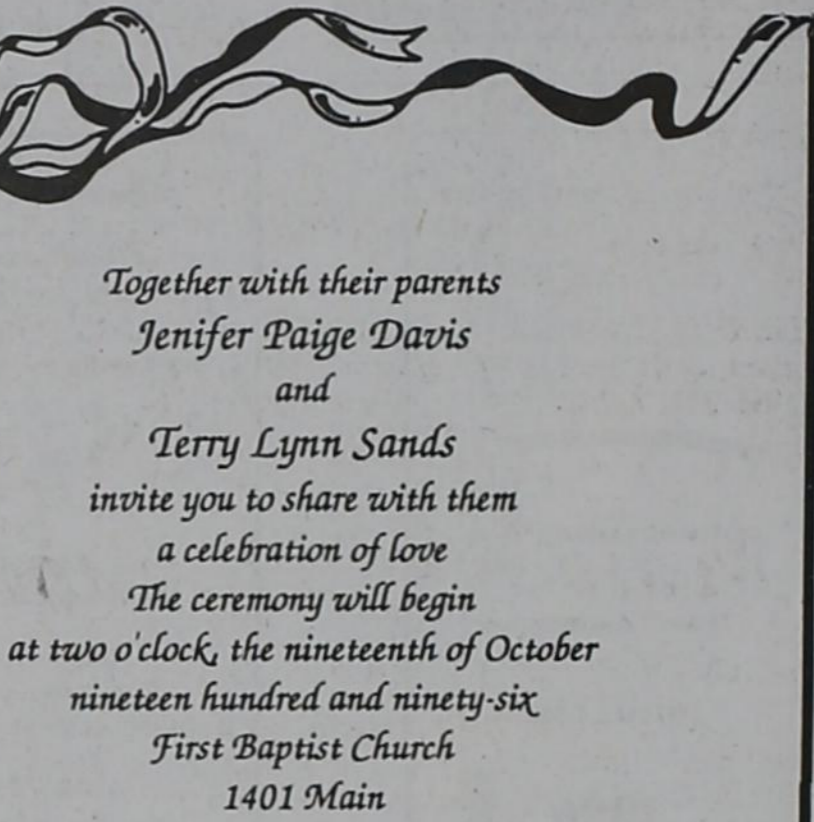 Together with their parents
Jenifer Paige Davis
and
Terry Lynn Sands
invite you to share with them
a celebration of love
The ceremony will begin
at two o'clock, the nineteenth of October
nineteen hundred and ninety-six
First Baptist Church
1401 Main